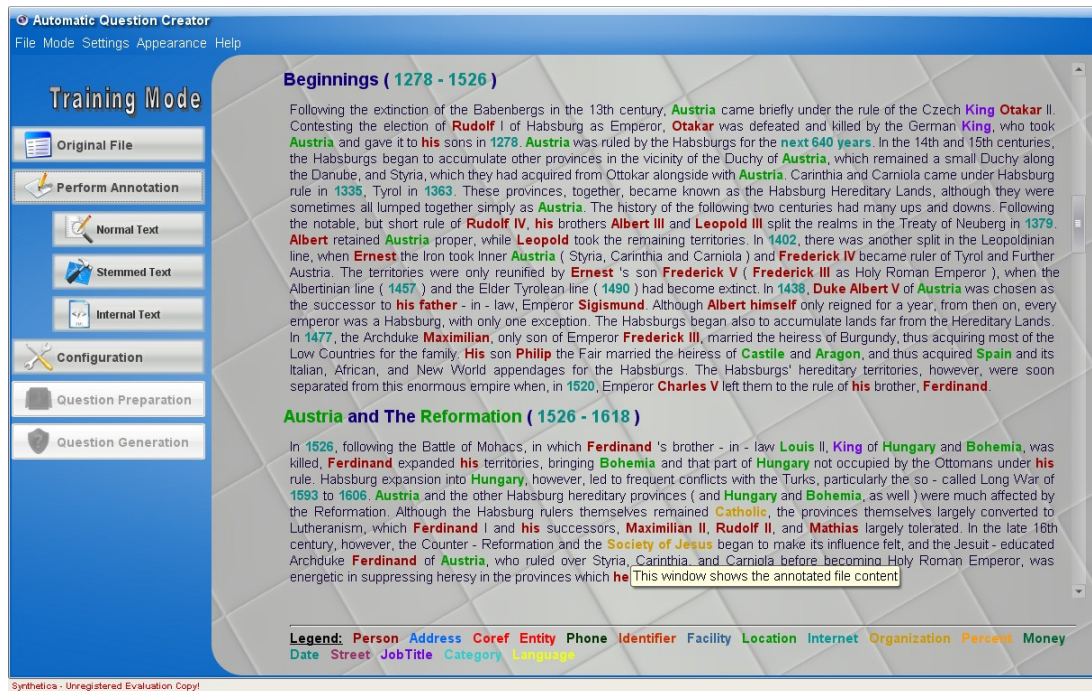 Automatic Question Creator
File Mode Settings Appearance Help
Training Mode
Original File
Perform Annotation
Normal Text
Stemmed Text
Internal Text
Configuration
Question Preparation
Question Generation
Beginnings ( 1278 - 1526 )
Following the extinction of the Babenbergs in the 13th century, Austria came briefly under the rule of the Czech King Otakar II.
Contesting the election of Rudolf I of Habsburg as Emperor, Otakar was defeated and killed by the German King, who took
Austria and gave it to his sons in 1278. Austria was ruled by the Habsburgs for the next 640 years. In the 14th and 15th centuries,
the Habsburgs began to accumulate other provinces in the vicinity of the Duchy of Austria, which remained a small Duchy along
the Danube, and Styria, which they had acquired from Ottokar alongside with Austria. Carinthia and Carniola came under Habsburg
rule in 1335, Tyrol in 1363. These provinces, together, became known as the Habsburg Hereditary Lands, although they were
sometimes all lumped together simply as Austria. The history of the following two centuries had many ups and downs. Following
the notable, but short rule of Rudolf IV, his brothers Albert III and Leopold III split the realms in the Treaty of Neuberg in 1379.
Albert retained Austria proper, while Leopold took the remaining territories. In 1402, there was another split in the Leopoldinian
line, when Ernest the Iron took Inner Austria ( Styria, Carinthia and Carniola ) and Frederick IV became ruler of Tyrol and Further
Austria. The territories were only reunified by Ernest 's son Frederick V ( Frederick III as Holy Roman Emperor ), when the
Albertinian line ( 1457 ) and the Elder Tyrolean line ( 1490 ) had become extinct. In 1438, Duke Albert V of Austria was chosen as
the successor to his father - in - law, Emperor Sigismund. Although Albert himself only reigned for a year, from then on, every
emperor was a Habsburg, with only one exception. The Habsburgs began also to accumulate lands far from the Hereditary Lands.
In 1477, the Archduke Maximilian, only son of Emperor Frederick III, married the heiress of Burgundy, thus acquiring most of the
Low Countries for the family. His son Philip the Fair married the heiress of Castile and Aragon, and thus acquired Spain and its
Italian, African, and New World appendages for the Habsburgs. The Habsburgs' hereditary territories, however, were soon
separated from this enormous empire when, in 1520, Emperor Charles V left them to the rule of his brother, Ferdinand.
Austria and The Reformation ( 1526 - 1618 )
In 1526, following the Battle of Mohacs, in which Ferdinand 's brother - in - law Louis II, King of Hungary and Bohemia, was
killed, Ferdinand expanded his territories, bringing Bohemia and that part of Hungary not occupied by the Ottomans under his
rule. Habsburg expansion into Hungary, however, led to frequent conflicts with the Turks, particularly the so - called Long War of
1593 to 1606. Austria and the other Habsburg hereditary provinces ( and Hungary and Bohemia, as well ) were much affected by
the Reformation. Although the Habsburg rulers themselves remained Catholic, the provinces themselves largely converted to
Lutheranism, which Ferdinand I and his successors, Maximilian II, Rudolf II, and Mathias largely tolerated. In the late 16th
century, however, the Counter - Reformation and the Society of Jesus began to make its influence felt, and the Jesuit - educated
Archduke Ferdinand of Austria, who ruled over Styria, Carinthia, and Carniola before becoming Holy Roman Emperor, was
energetic in suppressing heresy in the provinces which he
This window shows the annotated file content
Legend: Person Address Coref Entity Phone Identifier Facility Location Internet Organization Percent Money
Date Street JobTitle Category Language
Synthetica - Unregistered Evaluation Copy!